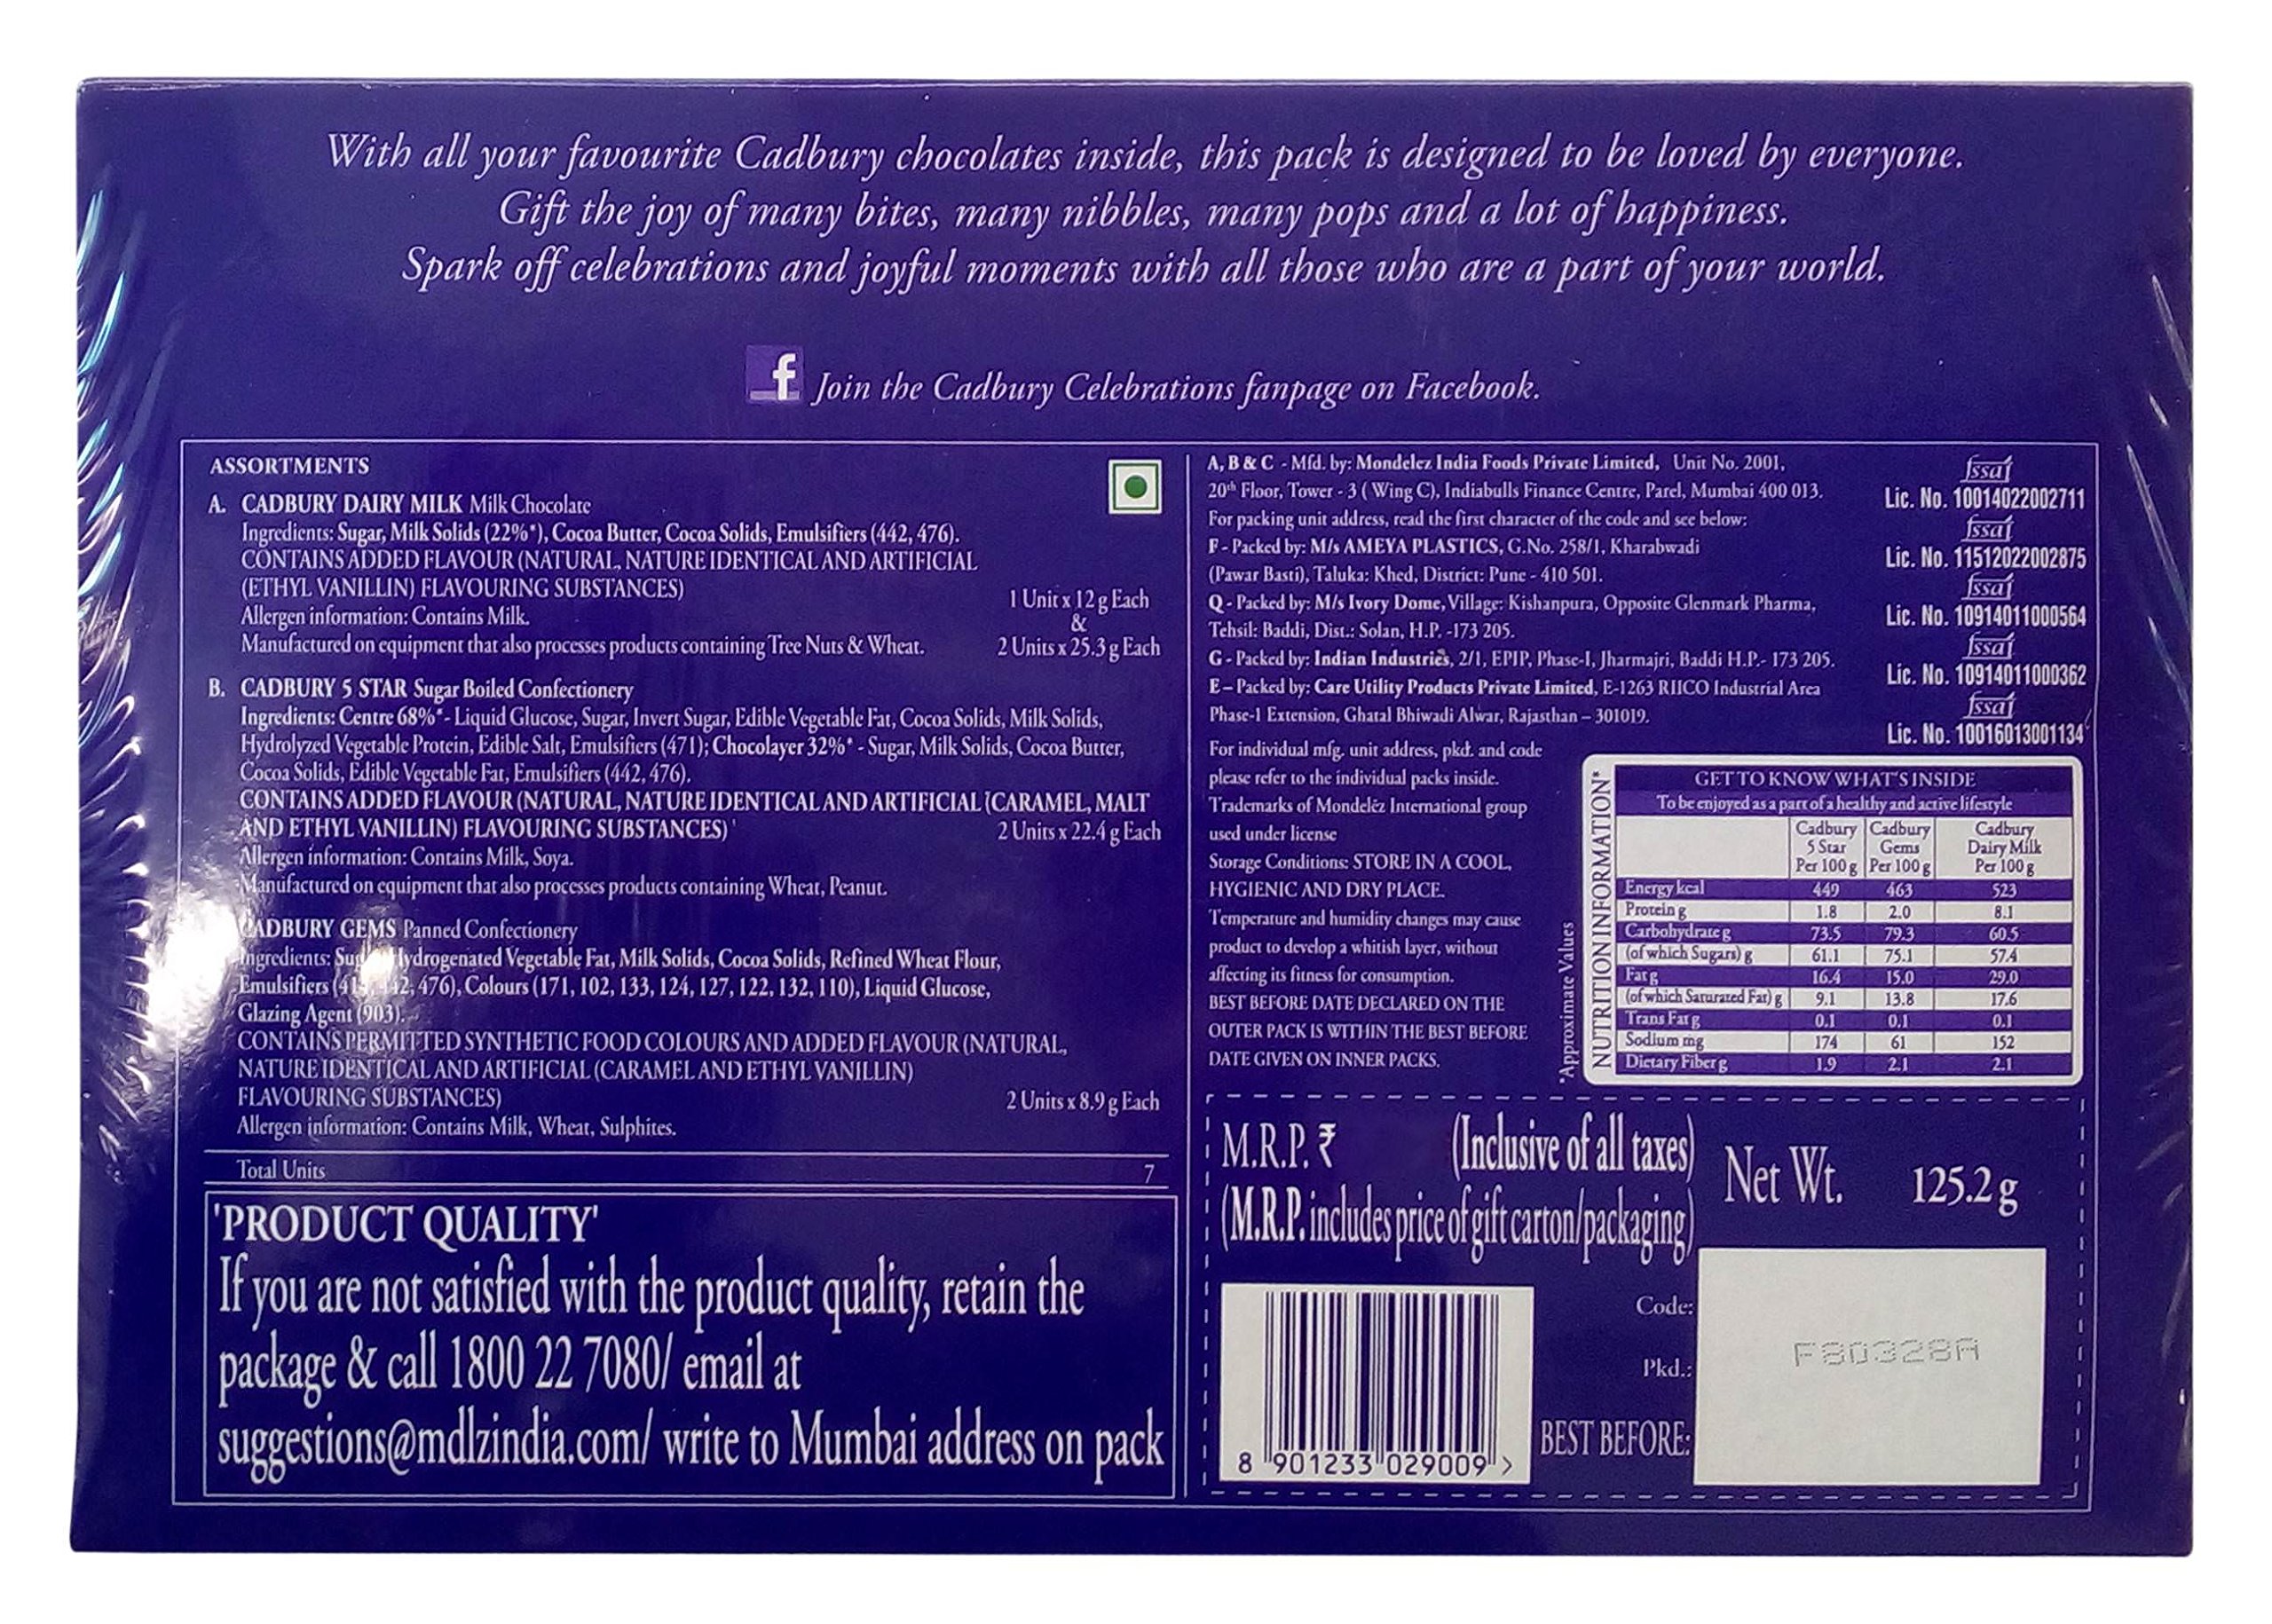 With all your favourite Cadbury chocolates inside, this pack is designed to be loved by everyone.
Gift the joy of many bites, many nibbles, many pops and a lot of happiness.
Spark off celebrations and joyful moments with all those who are a part of your world.
f Join the Cadbury Celebrations fanpage on Facebook.
ASSORTMENTS
A. CADBURY DAIRY MILK Milk Chocolate
Ingredients: Sugar, Milk Solids (22%*), Cocoa Butter, Cocoa Solids, Emulsifiers (442, 476).
CONTAINS ADDED FLAVOUR (NATURAL, NATURE IDENTICAL AND ARTIFICIAL
(ETHYL VANILLIN) FLAVOURING SUBSTANCES)
Allergen information: Contains Milk.
Manufactured on equipment that also processes products containing Tree Nuts & Wheat.
1 Unit x 12 g Each
&
2 Units x 25.3 g Each
B. CADBURY 5 STAR Sugar Boiled Confectionery
Ingredients: Centre 68%* - Liquid Glucose, Sugar, Invert Sugar, Edible Vegetable Fat, Cocoa Solids, Milk Solids,
Hydrolyzed Vegetable Protein, Edible Salt, Emulsifiers (471); Chocolayer 32%* - Sugar, Milk Solids, Cocoa Butter,
Cocoa Solids, Edible Vegetable Fat, Emulsifiers (442, 476).
CONTAINS ADDED FLAVOUR (NATURAL, NATURE IDENTICAL AND ARTIFICIAL (CARAMEL, MALT
AND ETHYL VANILLIN) FLAVOURING SUBSTANCES)
2 Units x 22.4 g Each
Allergen information: Contains Milk, Soya.
Manufactured on equipment that also processes products containing Wheat, Peanut.
CADBURY GEMS Panned Confectionery
Ingredients: Hydrogenated Vegetable Fat, Milk Solids, Cocoa Solids, Refined Wheat Flour,
Emulsifiers 476), Colours (171, 102, 133, 124, 127, 122, 132, 110), Liquid Glucose,
Glazing Agent (903).
CONTAINS PERMITTED SYNTHETIC FOOD COLOURS AND ADDED FLAVOUR (NATURAL,
NATURE IDENTICAL AND ARTIFICIAL (CARAMEL AND ETHYL VANILLIN)
FLAVOURING SUBSTANCES)
2 Units x 8.9 g Each
Allergen information: Contains Milk, Wheat, Sulphites.
Total Units 7
'PRODUCT QUALITY'
If you are not satisfied with the product quality, retain the
package & call 1800 22 7080/ email at
suggestions@mdlzindia.com/ write to Mumbai address on pack
A, B & C - Mfd. by: Mondelez India Foods Private Limited, Unit No. 2001,
20th Floor, Tower - 3 ( Wing C), Indiabulls Finance Centre, Parel, Mumbai 400 013.
For packing unit address, read the first character of the code and see below:
F - Packed by: M/s AMEYA PLASTICS, G.No. 258/1, Kharabwadi
(Pawar Basti), Taluka: Khed, District: Pune - 410 501.
Q - Packed by: M/s Ivory Dome, Village: Kishanpura, Opposite Glenmark Pharma,
Tehsil: Baddi, Dist.: Solan, H.P. -173 205.
G - Packed by: Indian Industries, 2/1, EPIP, Phase-I, Jharmajri, Baddi H.P.- 173 205.
E – Packed by: Care Utility Products Private Limited, E-1263 RIICO Industrial Area
Phase-1 Extension, Ghatal Bhiwadi Alwar, Rajasthan – 301019.
fssai
Lic. No. 10014022002711
fssai
Lic. No. 11512022002875
fssai
Lic. No. 10914011000564
fssai
Lic. No. 10914011000362
fssai
Lic. No. 10016013001134
For individual mfg. unit address, pkd. and code
please refer to the individual packs inside.
Trademarks of Mondelēz International group
used under license
Storage Conditions: STORE IN A COOL,
HYGIENIC AND DRY PLACE.
Temperature and humidity changes may cause
product to develop a whitish layer, without
affecting its fitness for consumption.
BEST BEFORE DATE DECLARED ON THE
OUTER PACK IS WITHIN THE BEST BEFORE
DATE GIVEN ON INNER PACKS.
*Approximate Values
NUTRITION INFORMATION*
GET TO KNOW WHAT'S INSIDE
To be enjoyed as a part of a healthy and active lifestyle
Cadbury 5 Star Per 100 g Cadbury Gems Per 100 g Cadbury Dairy Milk Per 100 g
Energy kcal 449 463 523
Protein g 1.8 2.0 8.1
Carbohydrate g 73.5 79.3 60.5
(of which Sugars) g 61.1 75.1 57.4
Fat g 16.4 15.0 29.0
(of which Saturated Fat) g 9.1 13.8 17.6
Trans Fat g 0.1 0.1 0.1
Sodium mg 174 61 152
Dietary Fiber g 1.9 2.1 2.1
M.R.P. ₹ (Inclusive of all taxes)
(M.R.P. includes price of gift carton/packaging)
Net Wt. 125.2 g
Code:
Pkd.:
BEST BEFORE:
F80328A
8 901233 029009 >